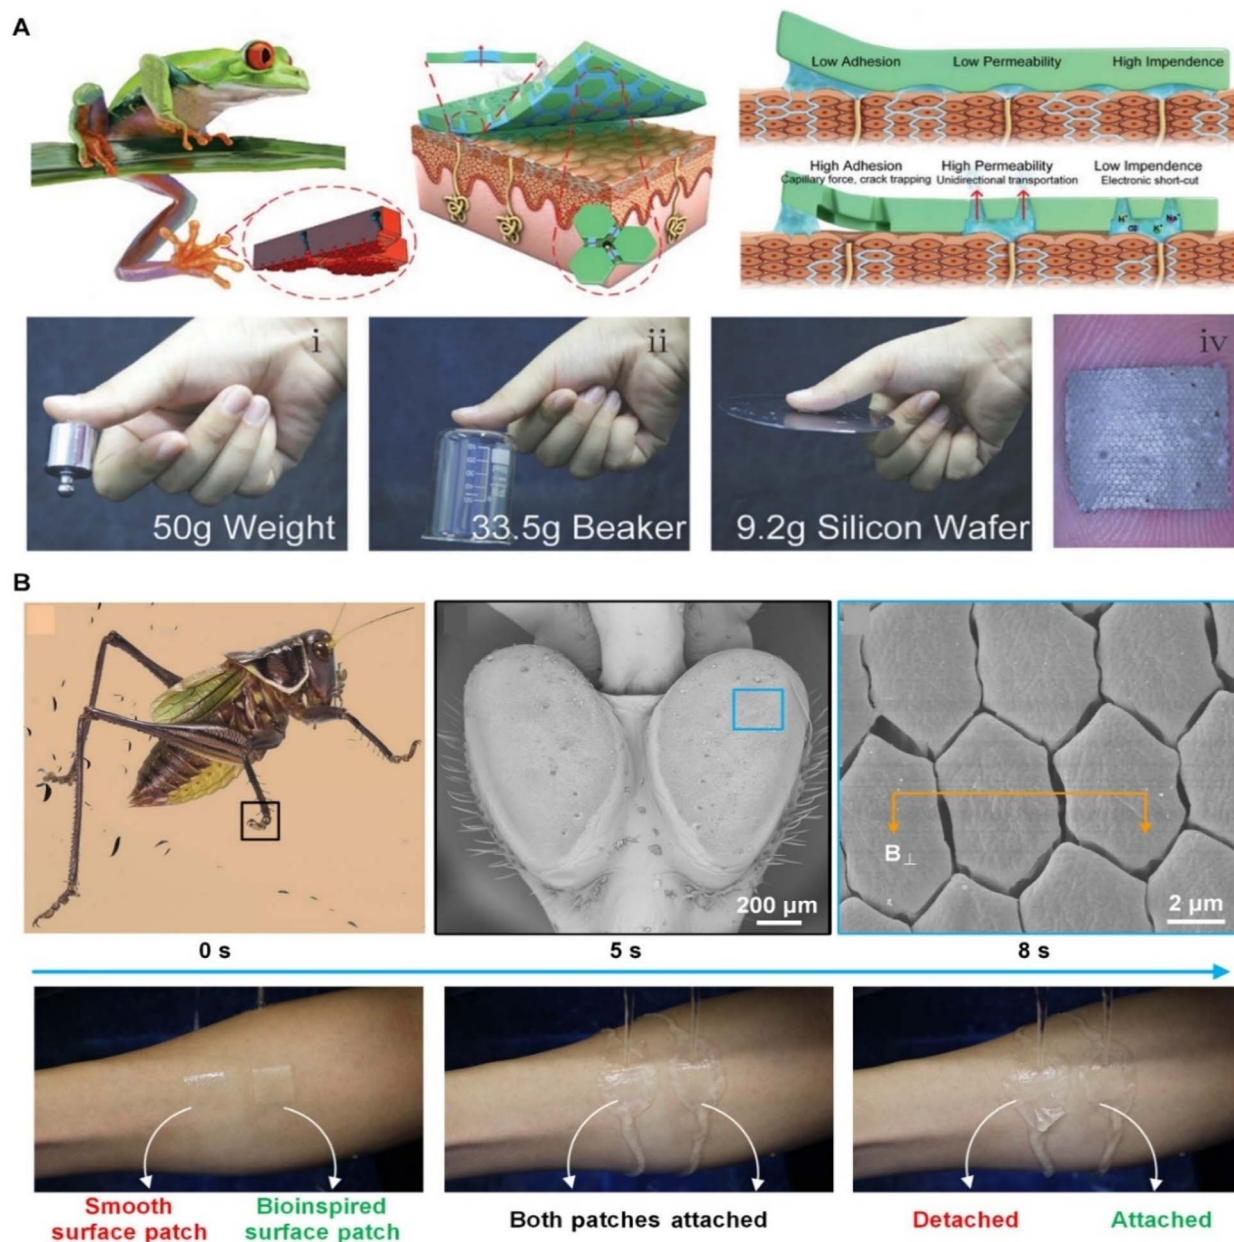 A
Low Adhesion Low Permeability High Impendence
High Adhesion High Permeability Low Impendence
Capillary force, crack trapping Unidirectional transportation Electronic short-cut
H⁺ Na⁺
Cl K⁺
i ii iv
50g Weight 33.5g Beaker 9.2g Silicon Wafer
B
B⊥
200 µm 2 µm
0 s 5 s 8 s
Smooth Bioinspired Both patches attached Detached Attached
surface patch surface patch